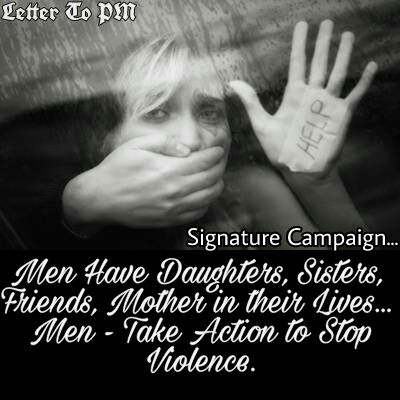 Letter To PM
HELP
Signature Campaign...
Men Have Daughters, Sisters,
Friends, Mother in their Lives...
Men - Take Action to Stop
Violence.